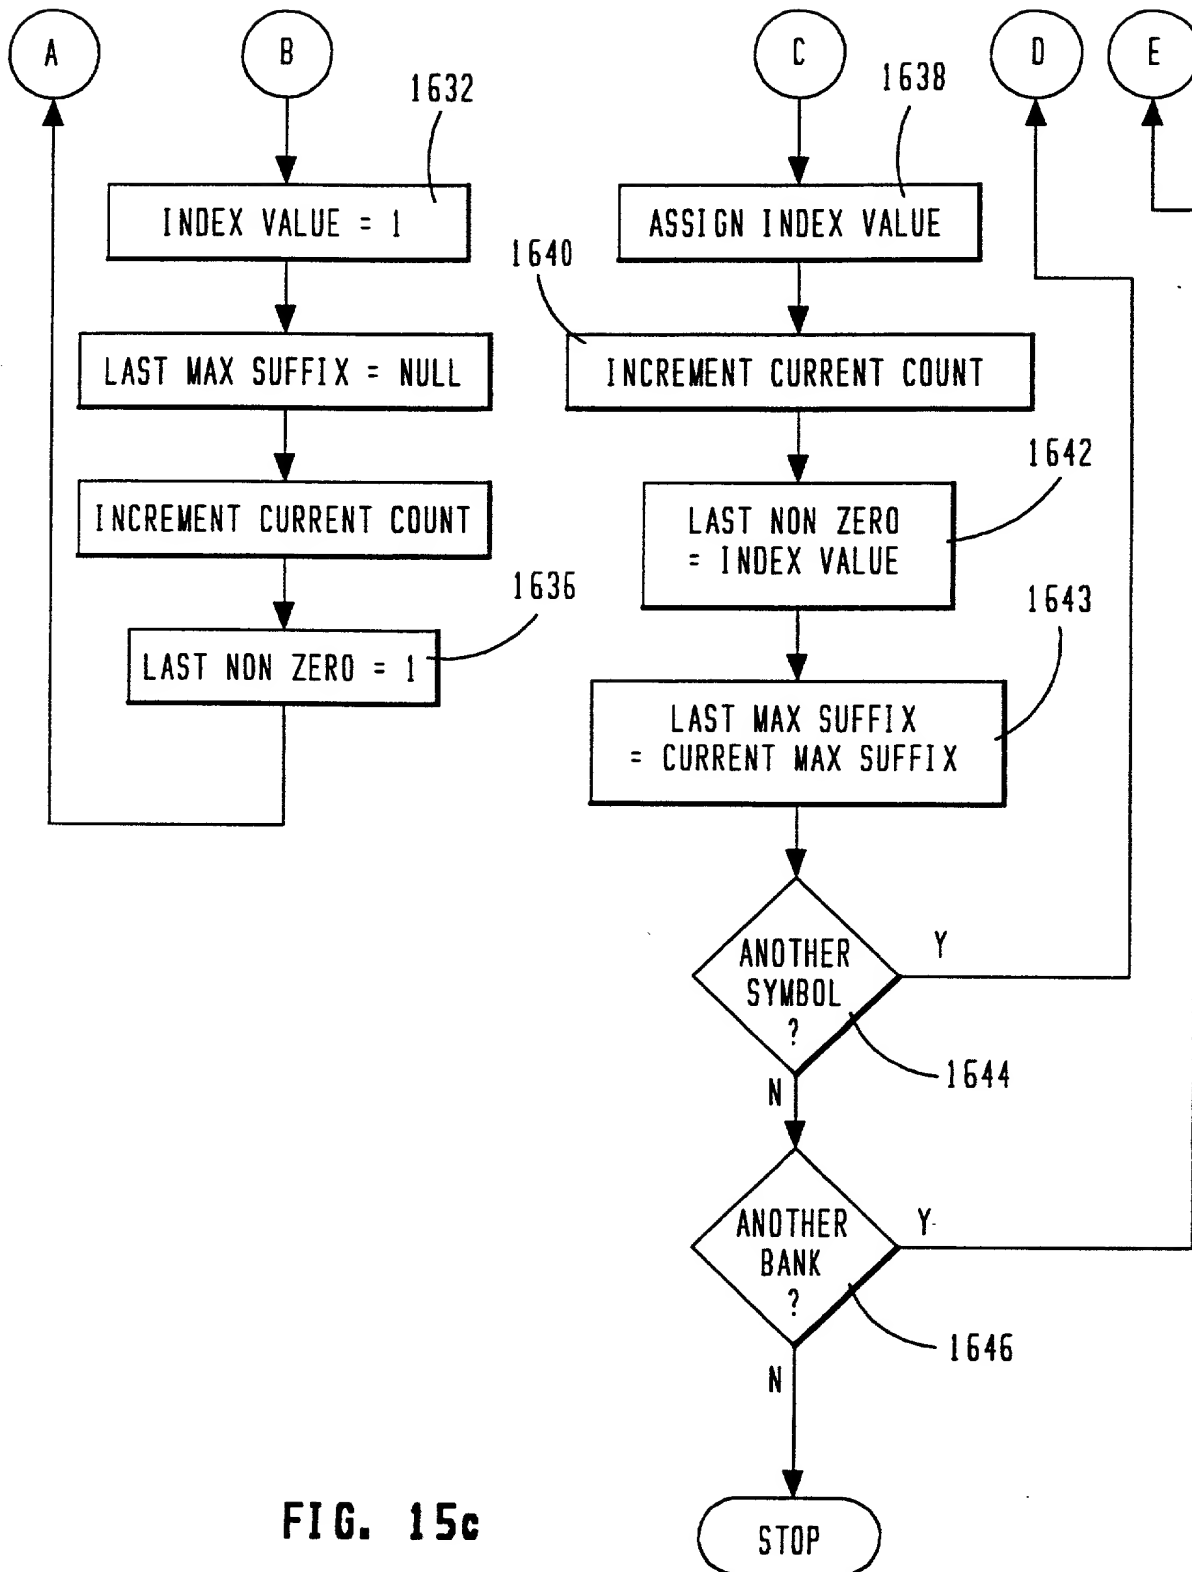 A
B
C
D
E
1632
INDEX VALUE = 1
LAST MAX SUFFIX = NULL
INCREMENT CURRENT COUNT
1636
LAST NON ZERO = 1
1638
ASSIGN INDEX VALUE
1640
INCREMENT CURRENT COUNT
1642
LAST NON ZERO
= INDEX VALUE
1643
LAST MAX SUFFIX
= CURRENT MAX SUFFIX
ANOTHER
SYMBOL
?
Y
1644
N
ANOTHER
BANK
?
Y
1646
N
STOP
FIG. 15c